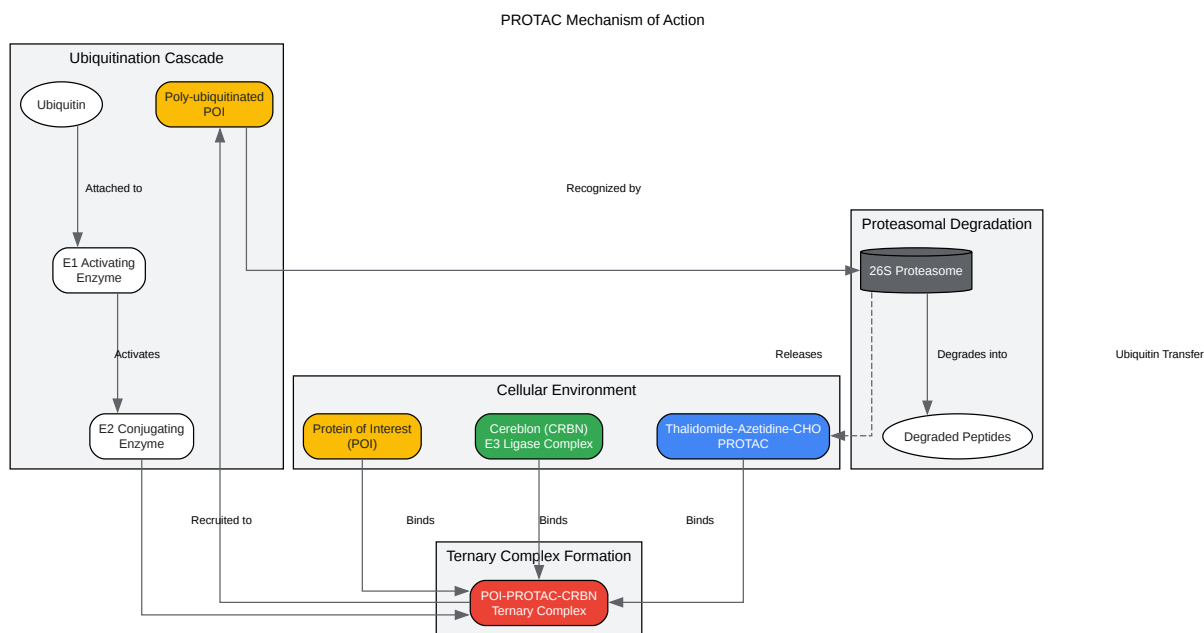 PROTAC Mechanism of Action
Ubiquitination Cascade
Ubiquitin
Poly-ubiquitinated
POI
Attached to
Recognized by
E1 Activating
Enzyme
Proteasomal Degradation
26S Proteasome
Activates
Releases
Degrades into
Ubiquitin Transfer
Cellular Environment
E2 Conjugating
Enzyme
Protein of Interest
(POI)
Cereblon (CRBN)
E3 Ligase Complex
Thalidomide-Azetidine-CHO
PROTAC
Degraded Peptides
Recruited to
Binds
Binds
Binds
Ternary Complex Formation
POI-PROTAC-CRBN
Ternary Complex